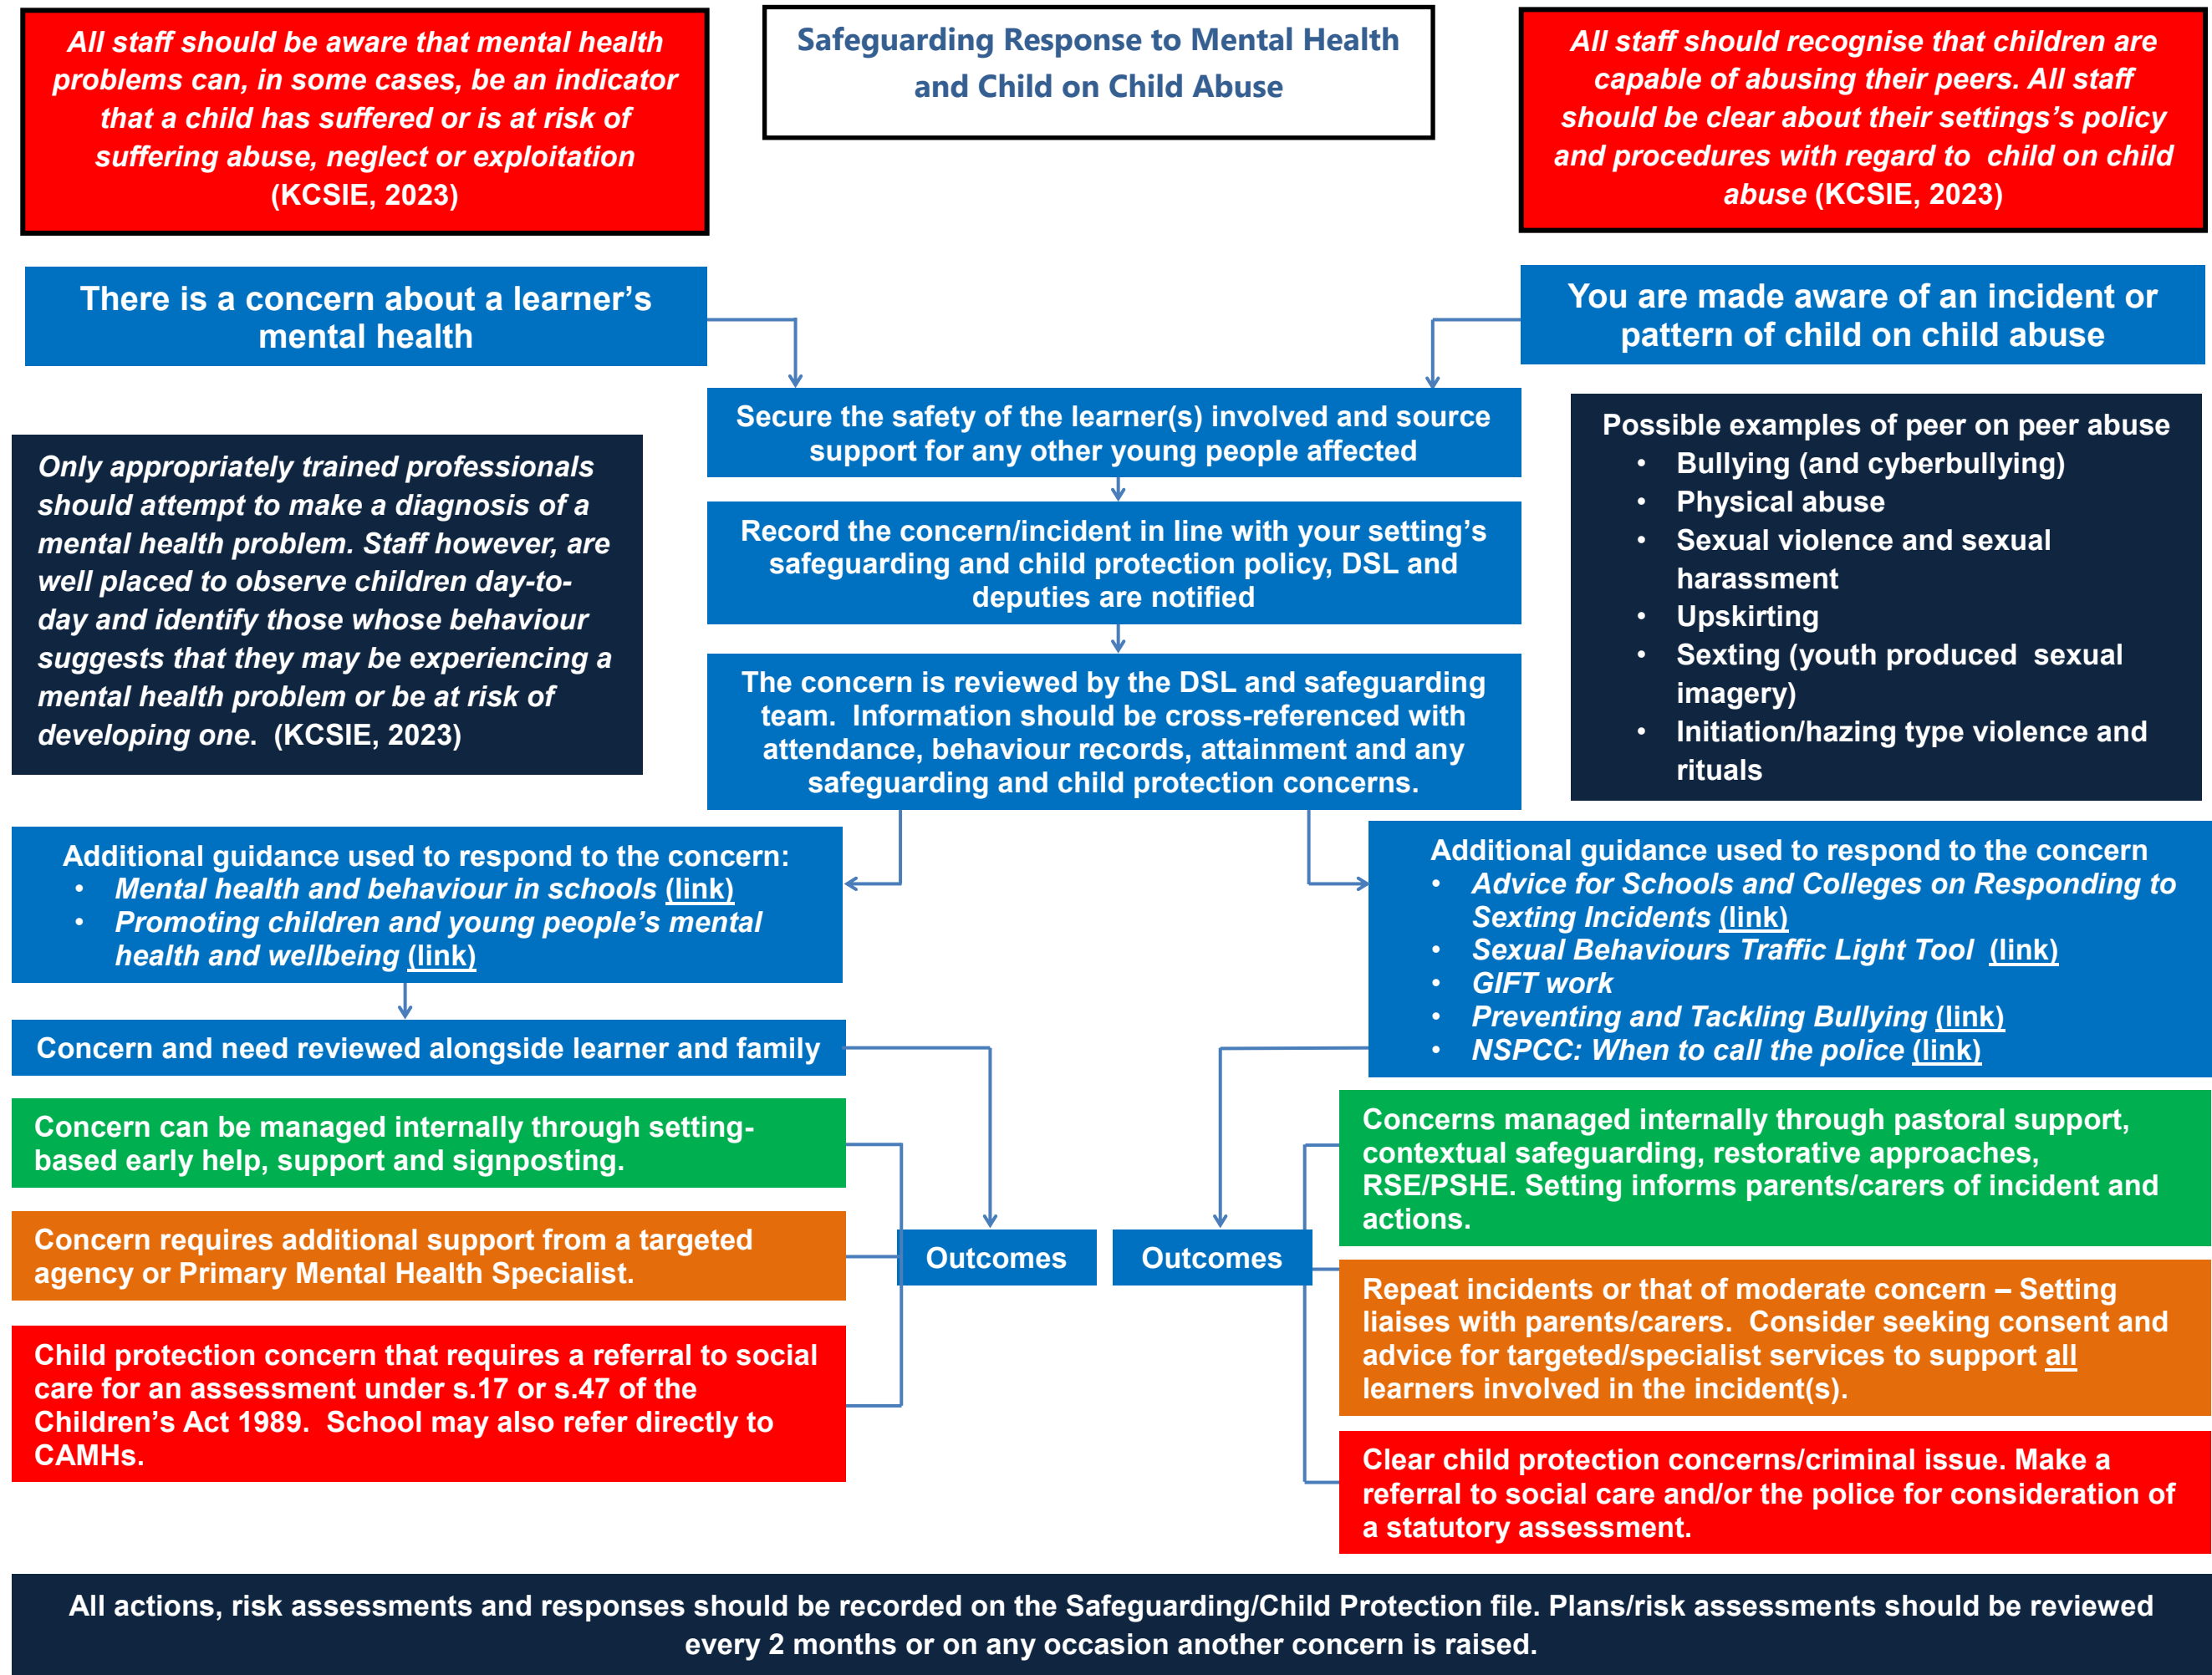 All staff should be aware that mental health
problems can, in some cases, be an indicator
that a child has suffered or is at risk of
suffering abuse, neglect or exploitation
(KCSIE, 2023)
Safeguarding Response to Mental Health
and Child on Child Abuse
All staff should recognise that children are
capable of abusing their peers. All staff
should be clear about their settings's policy
and procedures with regard to  child on child
abuse (KCSIE, 2023)
There is a concern about a learner’s
mental health
You are made aware of an incident or
pattern of child on child abuse
Secure the safety of the learner(s) involved and source
support for any other young people affected
Only appropriately trained professionals
should attempt to make a diagnosis of a
mental health problem. Staff however, are
well placed to observe children day-to-
day and identify those whose behaviour
suggests that they may be experiencing a
mental health problem or be at risk of
developing one.  (KCSIE, 2023)
Record the concern/incident in line with your setting’s
safeguarding and child protection policy, DSL and
deputies are notified
The concern is reviewed by the DSL and safeguarding
team.  Information should be cross-referenced with
attendance, behaviour records, attainment and any
safeguarding and child protection concerns.
Possible examples of peer on peer abuse
• Bullying (and cyberbullying)
• Physical abuse
• Sexual violence and sexual
harassment
• Upskirting
• Sexting (youth produced  sexual
imagery)
• Initiation/hazing type violence and
rituals
Additional guidance used to respond to the concern:
• Mental health and behaviour in schools (link)
• Promoting children and young people’s mental
health and wellbeing (link)
Concern and need reviewed alongside learner and family
Additional guidance used to respond to the concern
• Advice for Schools and Colleges on Responding to
Sexting Incidents (link)
• Sexual Behaviours Traffic Light Tool  (link)
• GIFT work
• Preventing and Tackling Bullying (link)
• NSPCC: When to call the police (link)
Concern can be managed internally through setting-
based early help, support and signposting.
Concern requires additional support from a targeted
agency or Primary Mental Health Specialist.
Child protection concern that requires a referral to social
care for an assessment under s.17 or s.47 of the
Children’s Act 1989.  School may also refer directly to
CAMHs.
Outcomes
Outcomes
Concerns managed internally through pastoral support,
contextual safeguarding, restorative approaches,
RSE/PSHE. Setting informs parents/carers of incident and
actions.
Repeat incidents or that of moderate concern – Setting
liaises with parents/carers.  Consider seeking consent and
advice for targeted/specialist services to support all
learners involved in the incident(s).
Clear child protection concerns/criminal issue. Make a
referral to social care and/or the police for consideration of
a statutory assessment.
All actions, risk assessments and responses should be recorded on the Safeguarding/Child Protection file. Plans/risk assessments should be reviewed
every 2 months or on any occasion another concern is raised.